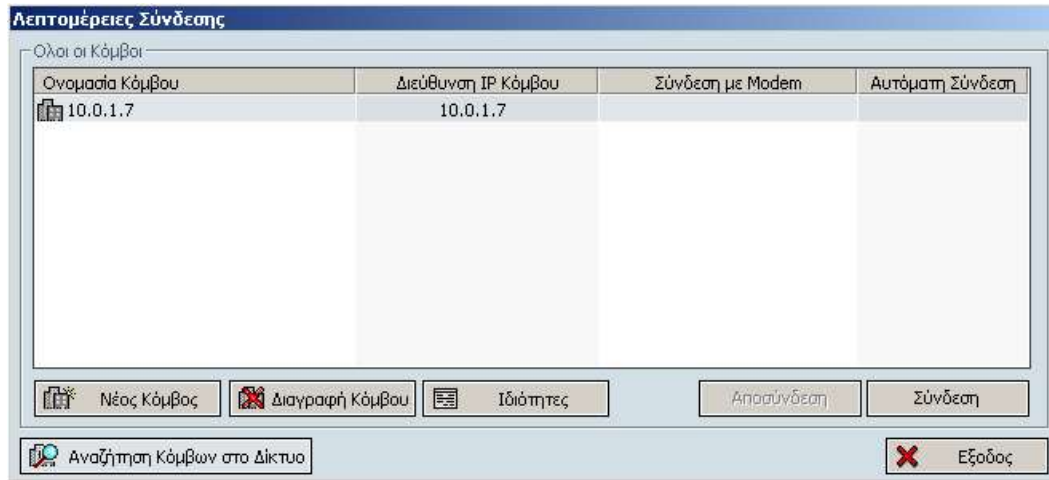 Λεπτομέρειες Σύνδεσης
Ολοι οι Κόμβοι
Ονομασία Κόμβου Διεύθυνση IP Κόμβου Σύνδεση με Modem Αυτόματη Σύνδεση
10.0.1.7 10.0.1.7
Νέος Κόμβος Διαγραφή Κόμβου Ιδιότητες Αποσύνδεση Σύνδεση
Αναζήτηση Κόμβων στο Δίκτυο Εξοδος